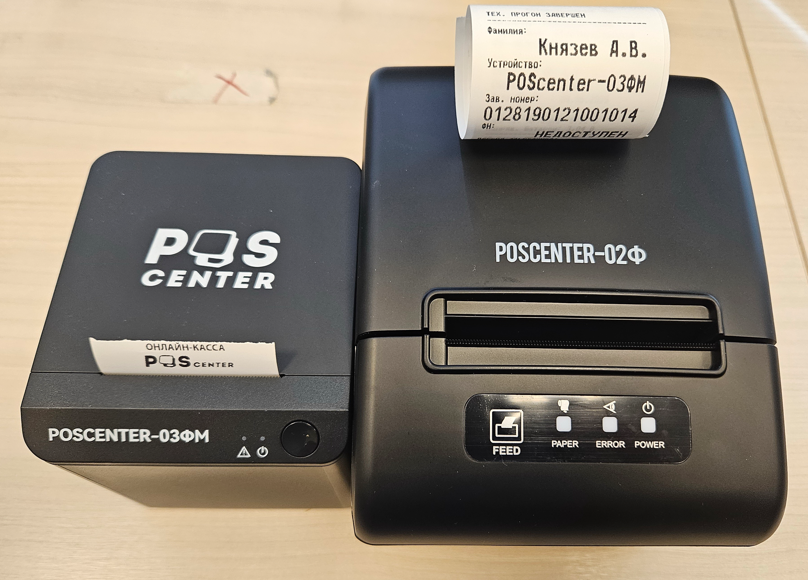 ТЕХ. ПРОГОН ЗАВЕРШЕН
Фамилия:
Князев А.В.
Устройство:
POScenter-03ФМ
Зав. номер:
0128190121001014
ФН:
НЕДОСТУПЕН
POS
CENTER
ОНЛАЙН-КАССА
POS CENTER
POSCENTER-03ФМ
POSCENTER-02Ф
FEED
PAPER
ERROR
POWER